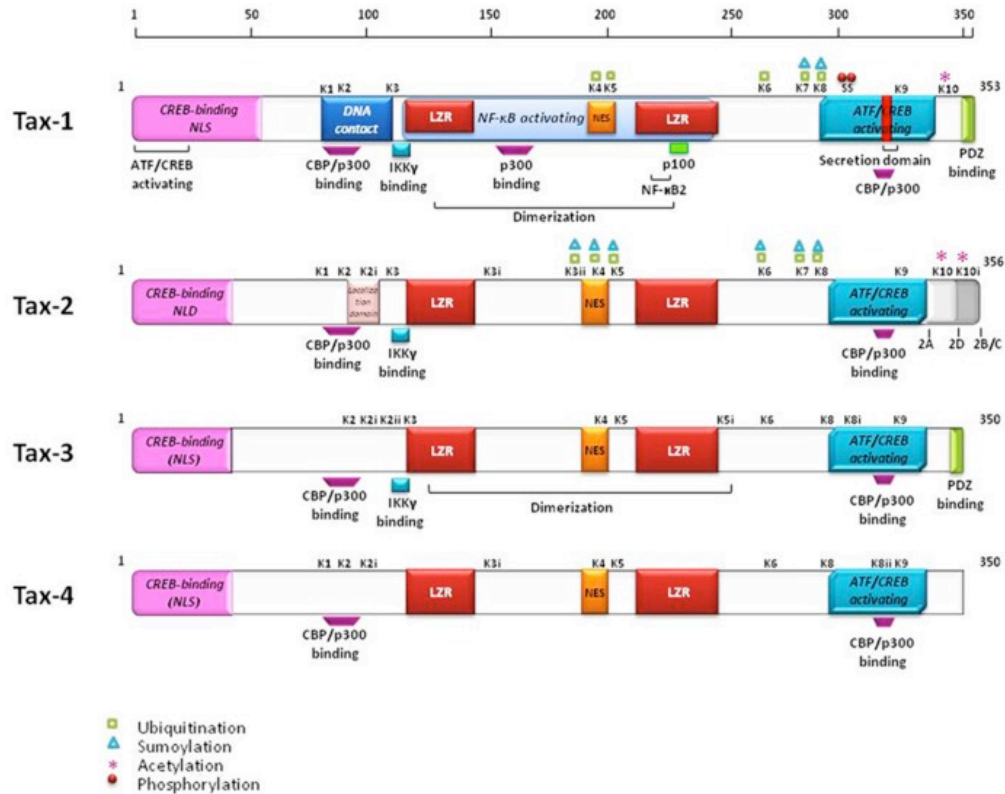 1 50 100 150 200 250 300 350
Tax-1
1 K1 K2 K3 K4 K5 K6 K7 K8 SS K9 K10 353
CREB-binding NLS
DNA contact
LZR
NF-κB activating
NES
LZR
ATF/CREB activating
ATF/CREB activating
CBP/p300 binding
IKKγ binding
p300 binding
p100
NF-κB2
Dimerization
Secretion domain
CBP/p300
PDZ binding
Tax-2
1 K1 K2 K2i K3 K3i K3ii K4 K5 K6 K7 K8 K9 K10 K10i 356
CREB-binding NLD
Localiza tion domain
LZR
NES
LZR
ATF/CREB activating
CBP/p300 binding
IKKγ binding
CBP/p300 binding
2A 2D 2B/C
Tax-3
1 K2 K2i K2ii K3 K4 K5 K5i K6 K8 K8i K9 350
CREB-binding (NLS)
LZR
NES
LZR
ATF/CREB activating
CBP/p300 binding
IKKγ binding
Dimerization
CBP/p300 binding
PDZ binding
Tax-4
1 K1 K2 K2i K3i K4 K5 K6 K8 K8ii K9 350
CREB-binding (NLS)
LZR
NES
LZR
ATF/CREB activating
CBP/p300 binding
CBP/p300 binding
Ubiquitination
Sumoylation
Acetylation
Phosphorylation